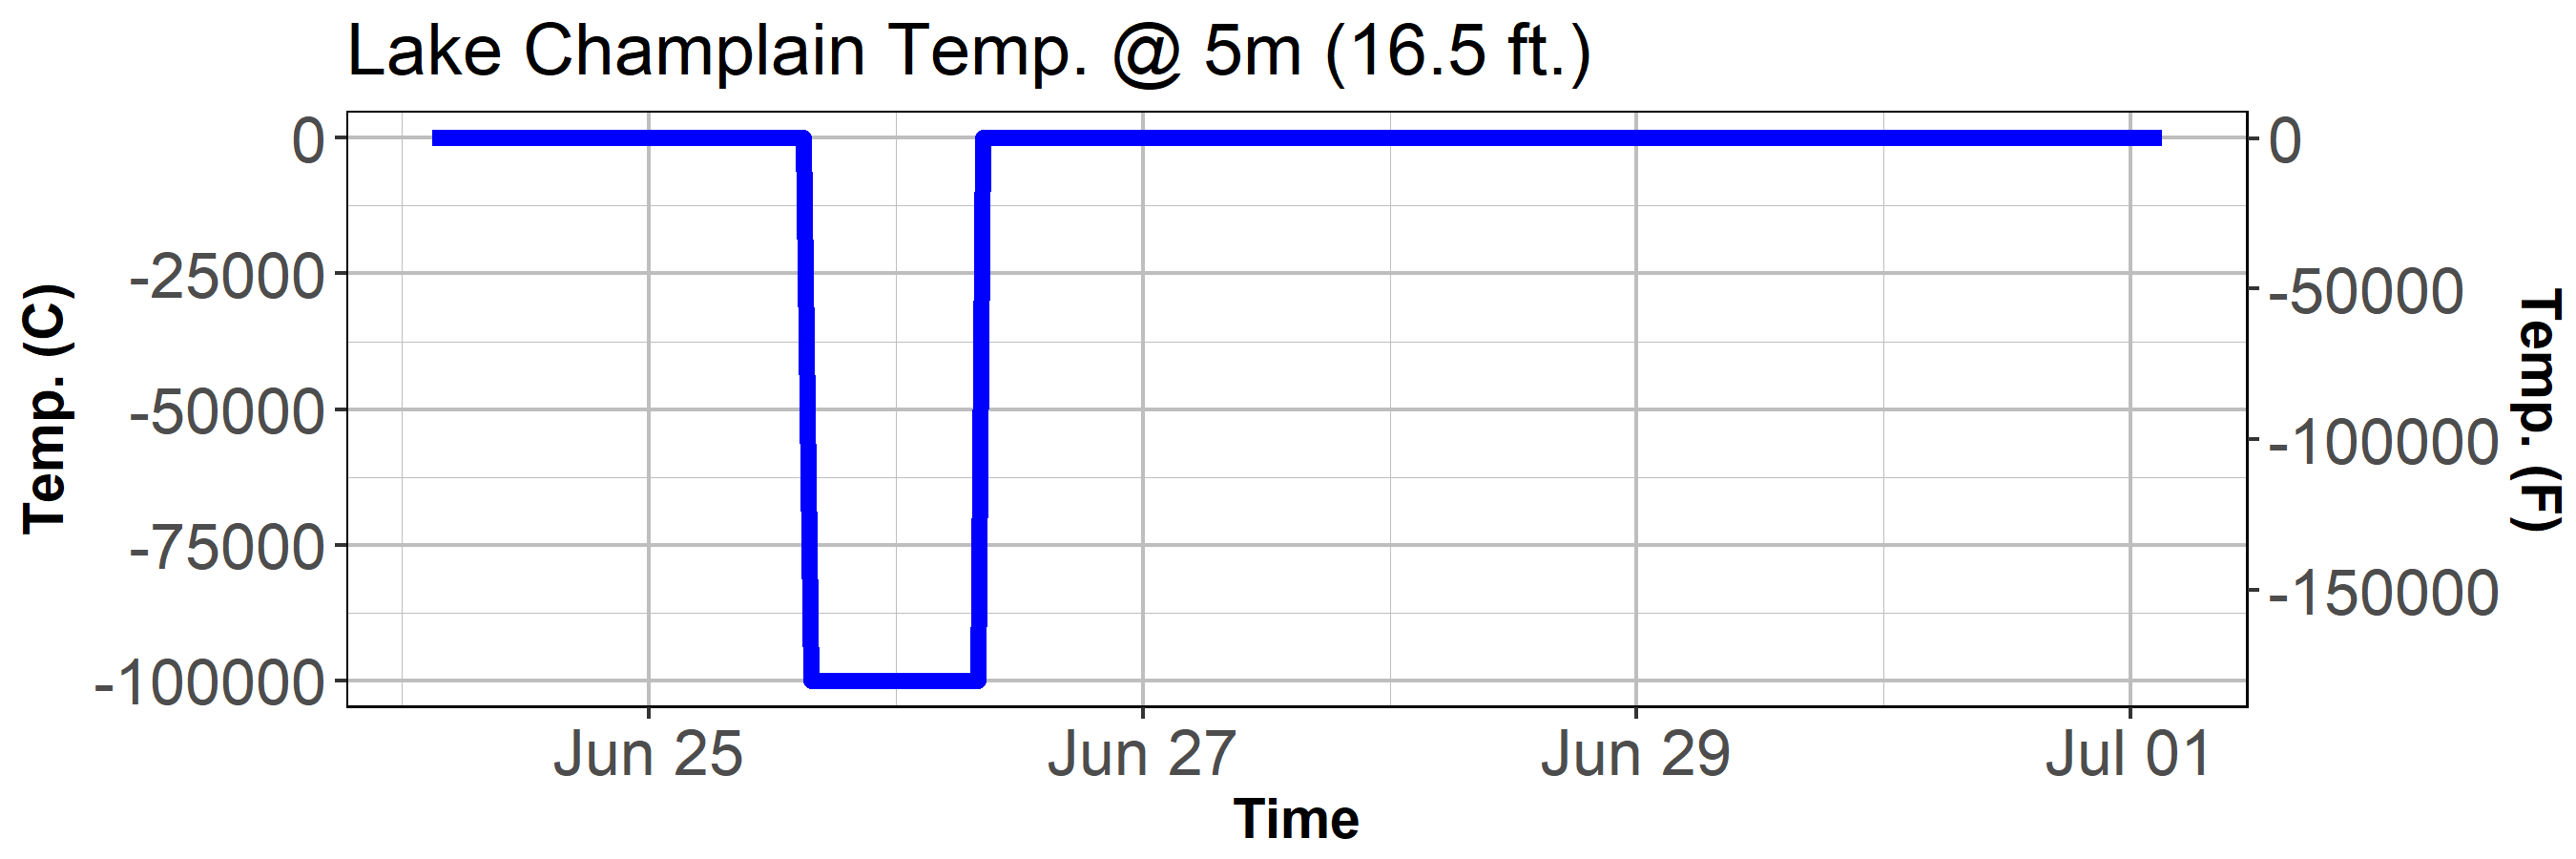 Lake Champlain Temp. @ 5m (16.5 ft.)
Temp. (C)
0
-25000
-50000
-75000
-100000
0
-50000
-100000
-150000
Temp. (F)
Jun 25
Jun 27
Jun 29
Jul 01
Time